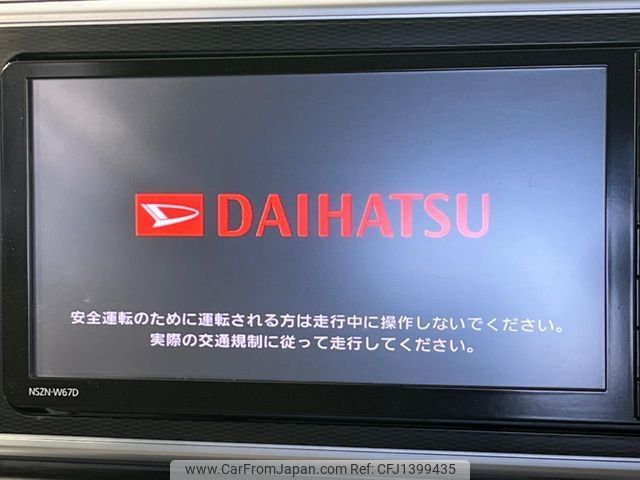 DAIHATSU
安全運転のために運転される方は走行中に操作しないでください。
実際の交通規制に従って走行してください。
NSZN-W67D
www.CarFromJapan.com - CFJ1399435